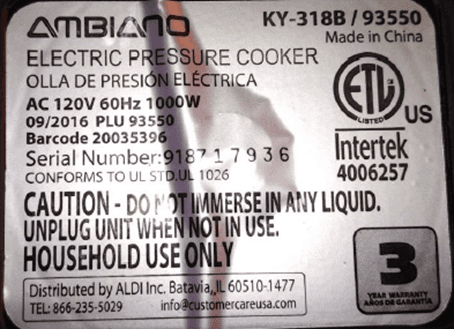 AMBIANO
KY-318B / 93550
Made in China
ELECTRIC PRESSURE COOKER
OLLA DE PRESIÓN ELÉCTRICA
AC 120V 60Hz 1000W
09/2016 PLU 93550
Barcode 20035396
Serial Number: 918717936
CONFORMS TO UL STD.UL 1026
ETL
LISTED
US
Intertek
4006257
CAUTION - DO NOT IMMERSE IN ANY LIQUID.
UNPLUG UNIT WHEN NOT IN USE.
HOUSEHOLD USE ONLY
3
YEAR WARRANTY
AÑOS DE GARANTÍA
Distributed by ALDI Inc. Batavia, IL 60510-1477
TEL: 866-235-5029 info@customercareusa.com